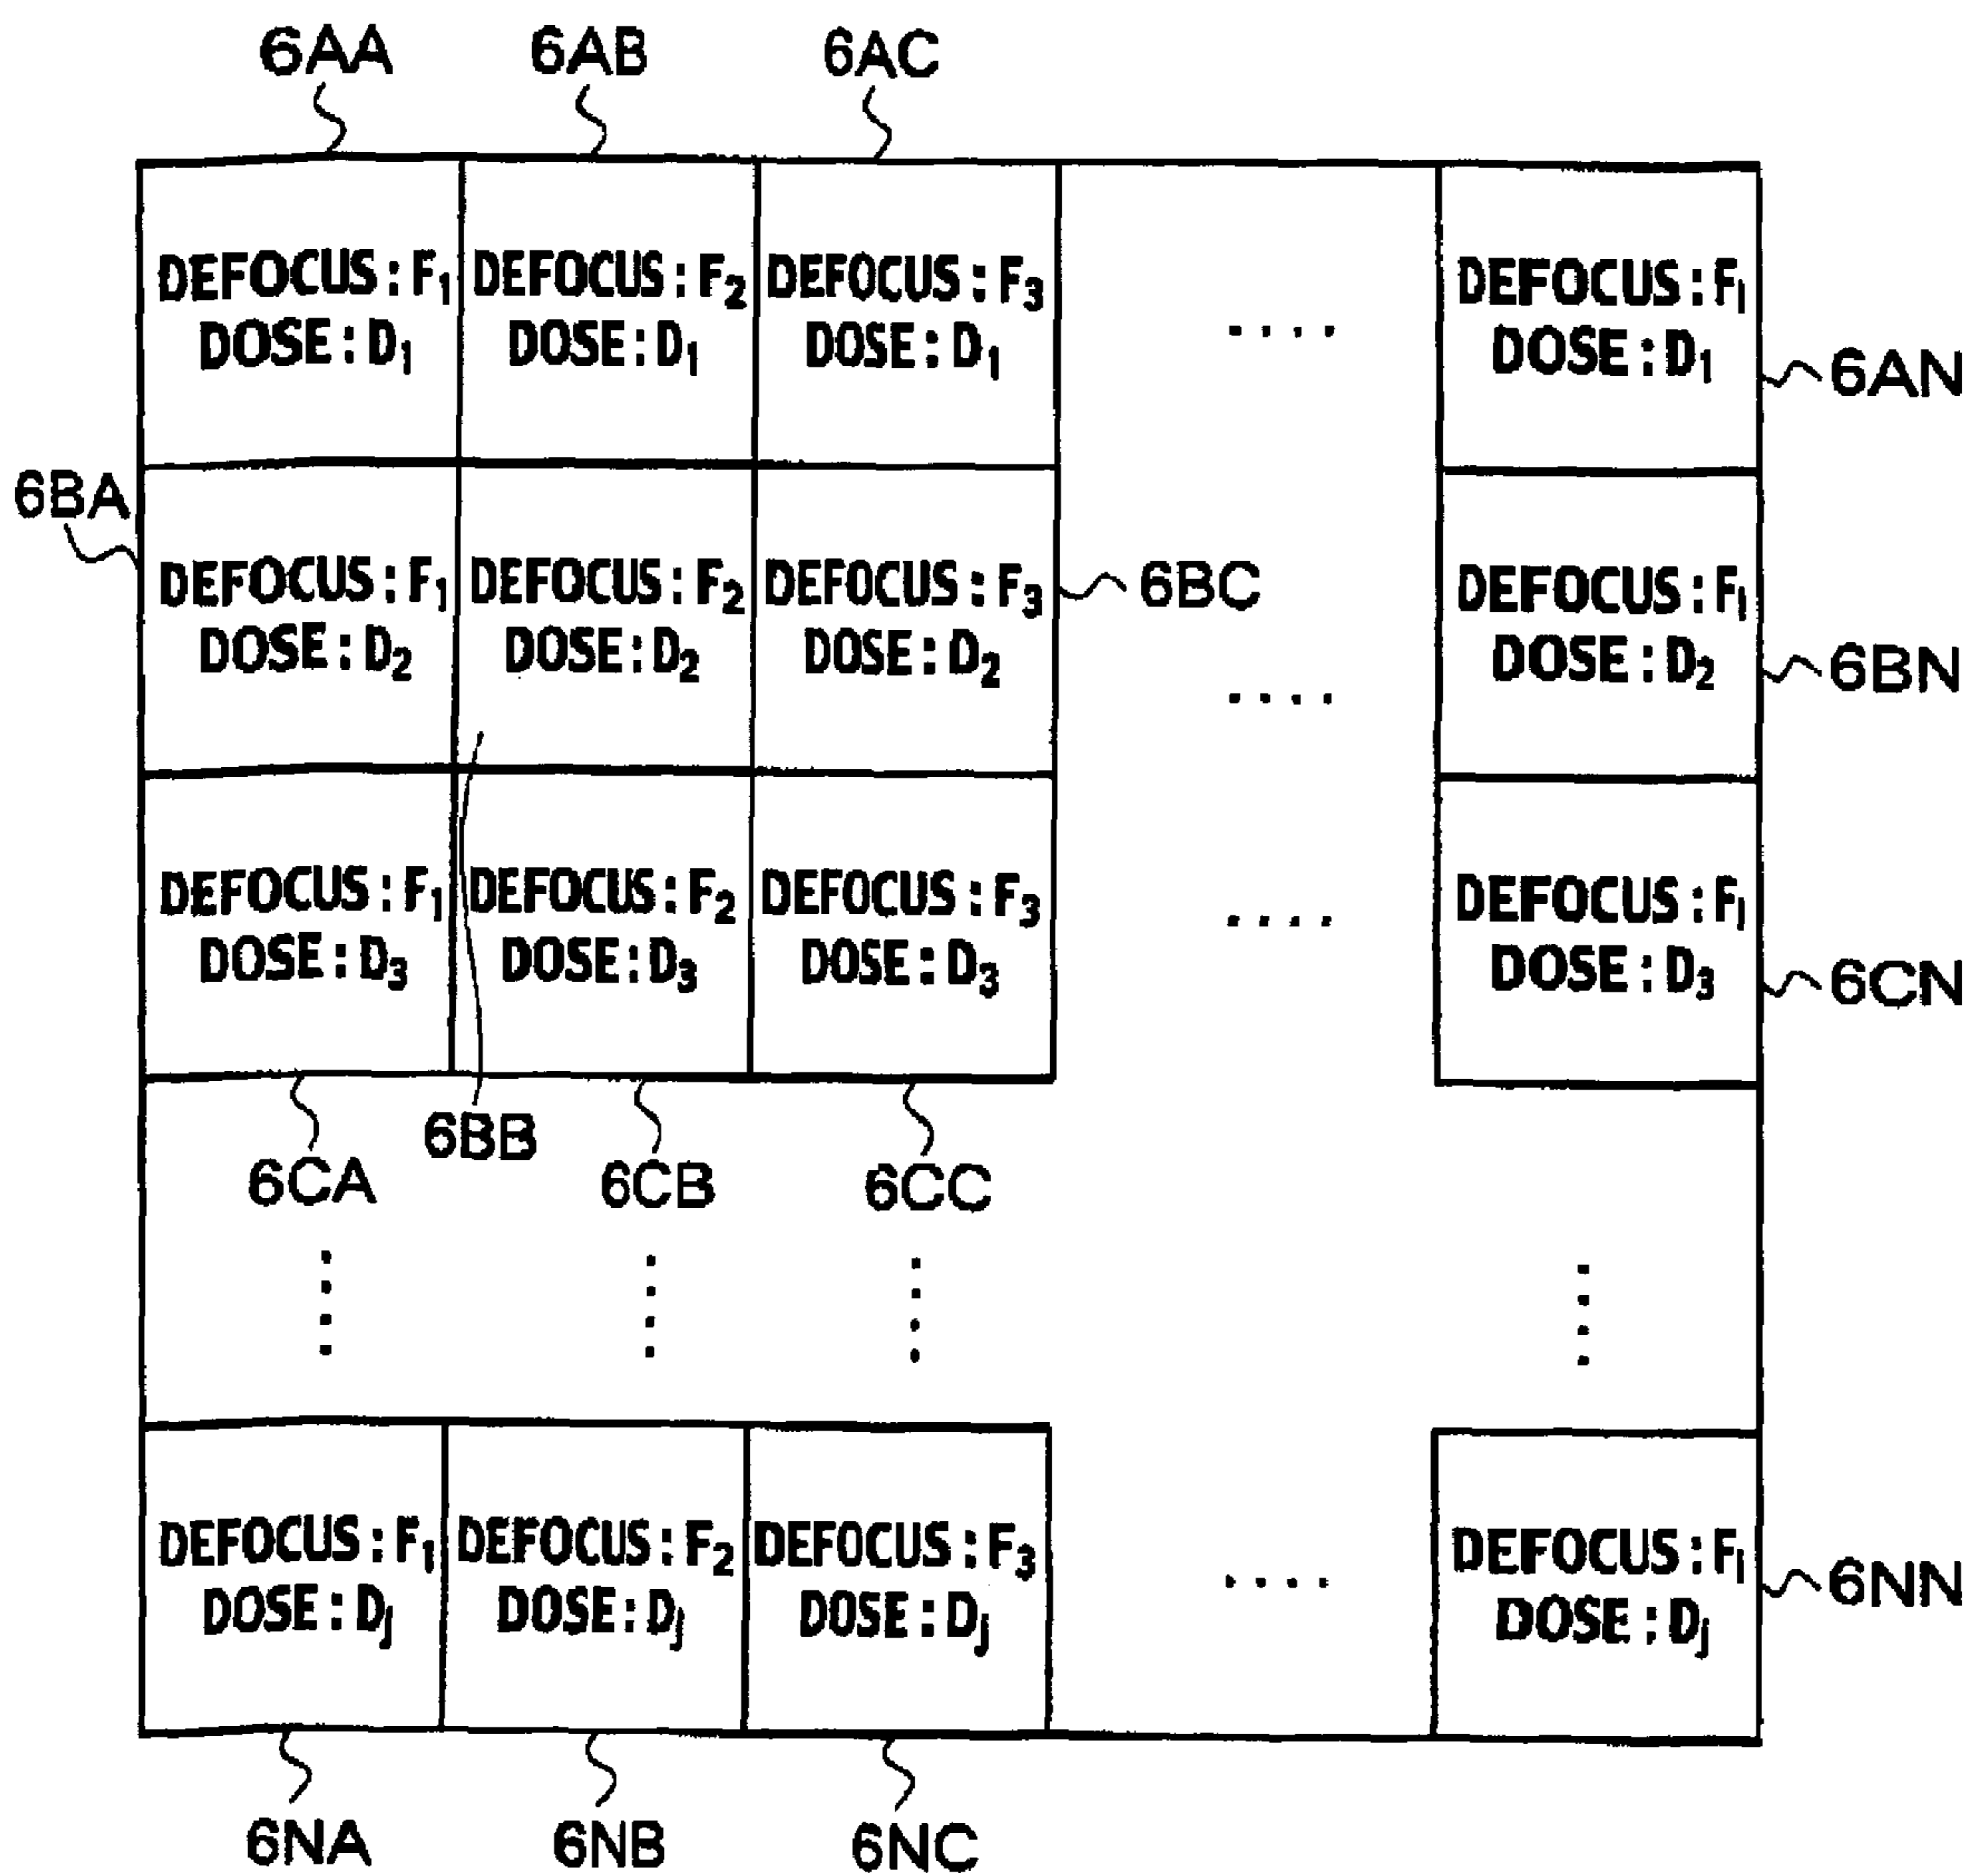 6AA 6AB 6AC
DEFOCUS:F1 DEFOCUS:F2 DEFOCUS:F3 .... DEFOCUS:Fi
DOSE:D1 DOSE:D1 DOSE:D1 DOSE:D1
6AN
6BA
DEFOCUS:F1 DEFOCUS:F2 DEFOCUS:F3 6BC DEFOCUS:Fi
DOSE:D2 DOSE:D2 DOSE:D2 .... DOSE:D2
6BN
DEFOCUS:F1 DEFOCUS:F2 DEFOCUS:F3 .... DEFOCUS:Fi
DOSE:D3 DOSE:D3 DOSE:D3 DOSE:D3
6CN
6BB
6CA 6CB 6CC
DEFOCUS:F1 DEFOCUS:F2 DEFOCUS:F3 .... DEFOCUS:Fi
DOSE:Dj DOSE:Dj DOSE:Dj DOSE:Dj
6NN
6NA 6NB 6NC